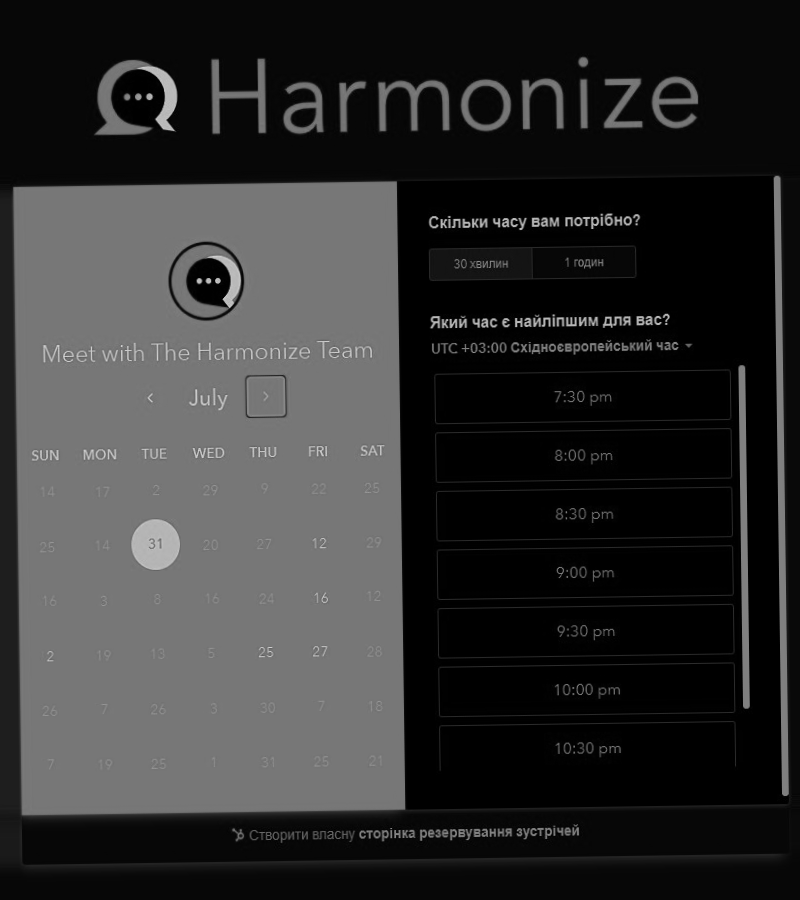 Harmonize
Meet with The Harmonize Team
July
SUN MON TUE WED THU FRI SAT
14 17 2 29 9 22 25
25 14 31 20 27 12 29
16 3 8 16 24 16 12
2 19 13 5 25 27 28
26 7 26 3 30 7 18
7 19 25 1 31 25 21
Скільки часу вам потрібно?
30 хвилин 1 годин
Який час є найліпшим для вас?
UTC +03:00 Східноєвропейський час
7:30 pm
8:00 pm
8:30 pm
9:00 pm
9:30 pm
10:00 pm
10:30 pm
Створити власну сторінка резервування зустрічей